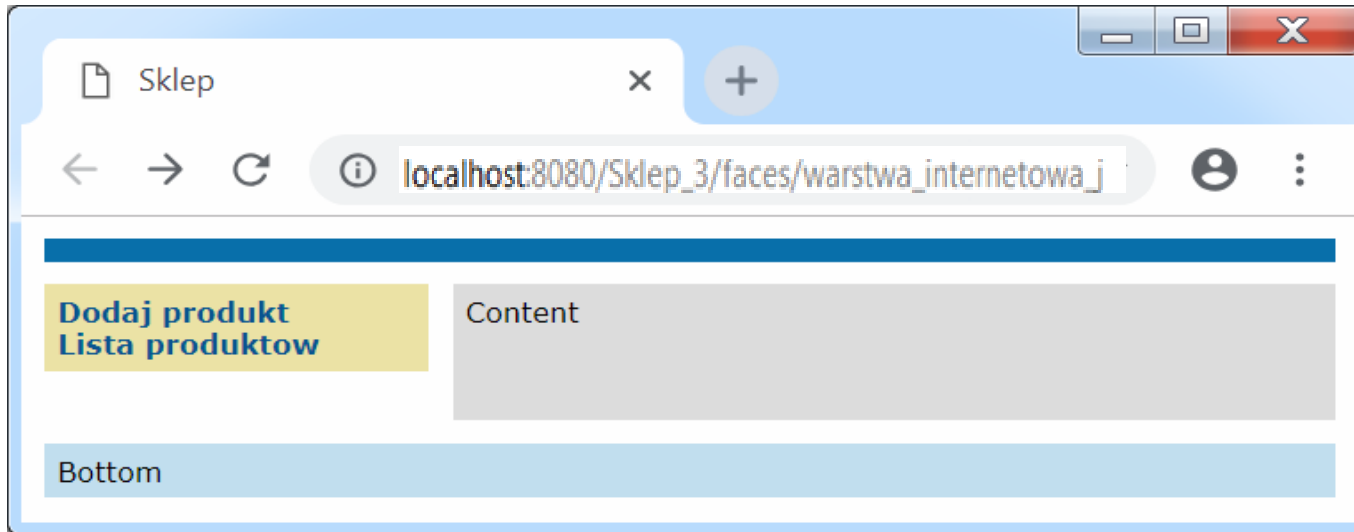 Sklep
localhost:8080/Sklep_3/faces/warstwa_internetowa_j
Dodaj produkt
Lista produktow
Content
Bottom